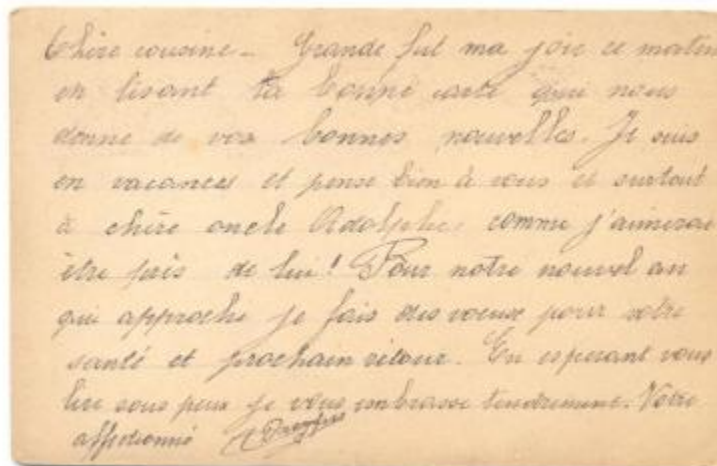 Chère cousine - Grande fut ma joie ce matin
en lisant ta bonne carte qui nous
donne de vos bonnes nouvelles. Je suis
en vacances et pense bien à vous et surtout
à chère oncle Adolphe comme j'aimerai
être près de lui ! Pour notre nouvel an
qui approche je fais des voeux pour votre
santé et prochain retour. En espérant vous
lire sous peu je vous embrasse tendrement. Votre
affectionné Dreyfus